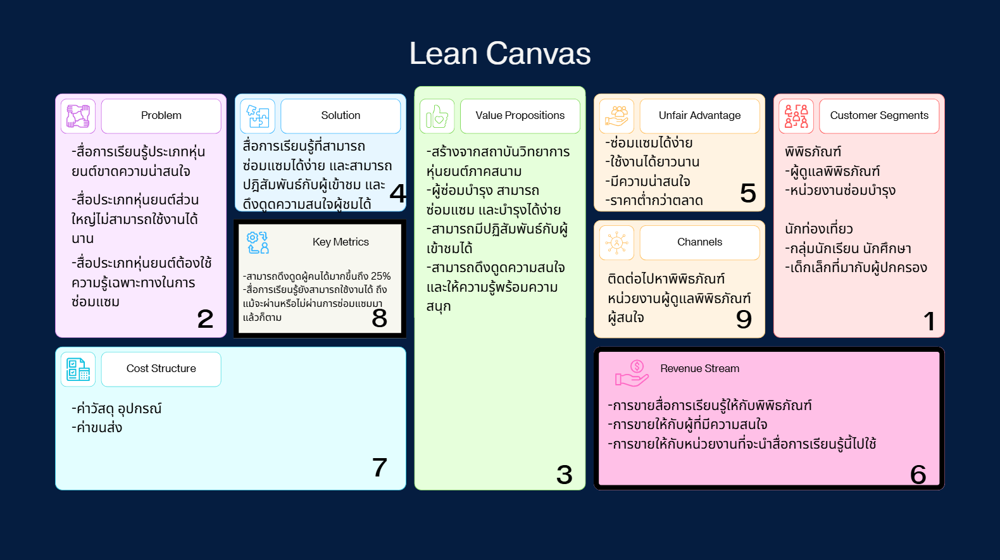 Lean Canvas
Problem
-สื่อการเรียนรู้ประเภทหุ่น
ยนต์ขาดความน่าสนใจ
-สื่อประเภทหุ่นยนต์ส่วน
ใหญ่ไม่สามารถใช้งานได้
นาน
-สื่อประเภทหุ่นยนต์ต้องใช้
ความรู้เฉพาะทางในการ
ซ่อมแซม
2
Solution
สื่อการเรียนรู้ที่สามารถ
ซ่อมแซมได้ง่าย และสามารถ
ปฎิสัมพันธ์กับผู้เข้าชม และ
ดึงดูดความสนใจผู้ชมได้
4
Key Metrics
-สามารถดึงดูดผู้คนได้มากขึ้นถึง 25%
-สื่อการเรียนรู้ยังสามารถใช้งานได้ ถึง
แม้จะผ่านหรือไม่ผ่านการซ่อมแซมมา
แล้วก็ตาม
8
Value Propositions
-สร้างจากสถาบันวิทยาการ
หุ่นยนต์ภาคสนาม
-ผู้ซ่อมบำรุง สามารถ
ซ่อมแซม และบำรุงได้ง่าย
-สามารถมีปฏิสัมพันธ์กับผู้
เข้าชมได้
-สามารถดึงดูดความสนใจ
และให้ความรู้พร้อมความ
สนุก
3
Unfair Advantage
-ซ่อมแซมได้ง่าย
-ใช้งานได้ยาวนาน
-มีความน่าสนใจ
-ราคาต่ำกว่าตลาด
5
Channels
ติดต่อไปหาพิพิธภัณฑ์
หน่วยงานผู้ดูแลพิพิธภัณฑ์
ผู้สนใจ
9
Customer Segments
พิพิธภัณฑ์
-ผู้ดูแลพิพิธภัณฑ์
-หน่วยงานซ่อมบำรุง
นักท่องเที่ยว
-กลุ่มนักเรียน นักศึกษา
-เด็กเล็กที่มากับผู้ปกครอง
1
Cost Structure
-ค่าวัสดุ อุปกรณ์
-ค่าขนส่ง
7
Revenue Stream
-การขายสื่อการเรียนรู้ให้กับพิพิธภัณฑ์
-การขายให้กับผู้ที่มีความสนใจ
-การขายให้กับหน่วยงานที่จะนำสื่อการเรียนรู้นี้ไปใช้
6